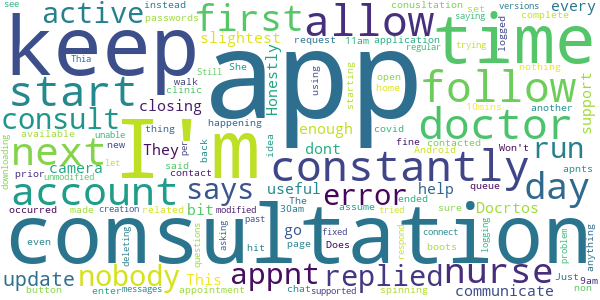 see passwords instead conusltation set versions
active first allow complete every
request 11am application
saying
slightest regular trying
Thia Still using logged
keep app I'm time
She walk clinic open home nothing
Honestly
start closing starting 10mins
follow
consult thing happening enough covid another support
They idea contacted
doctor
available unable per back dont fine Android
next camera new said constantly Won't run
downloading let prior contact useful help queue apnts
unmodified
account says error day
consultation
occurred made creation related bit modified The ended assume sure Docrtos
even deleting past 30am tried connect
update nobody This appnt replied nurse
questions asking hit go fixed Does respond boots logging problem anything
page
button enter messages appointment spinning chat supported communicate Just 9am non